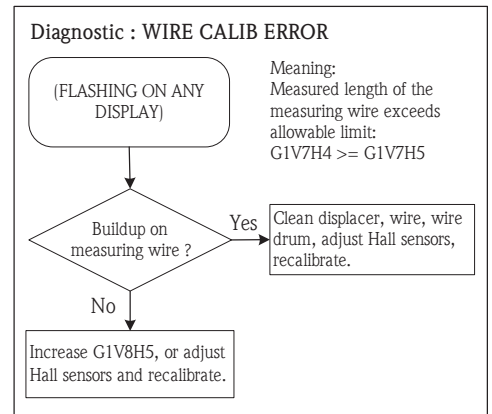 Diagnostic : WIRE CALIB ERROR
(FLASHING ON ANY
DISPLAY)
Meaning:
Measured length of the
measuring wire exceeds
allowable limit:
G1V7H4 >= G1V7H5
Buildup on
measuring wire ?
Yes
Clean displacer, wire, wire
drum, adjust Hall sensors,
recalibrate.
No
Increase G1V8H5, or adjust
Hall sensors and recalibrate.